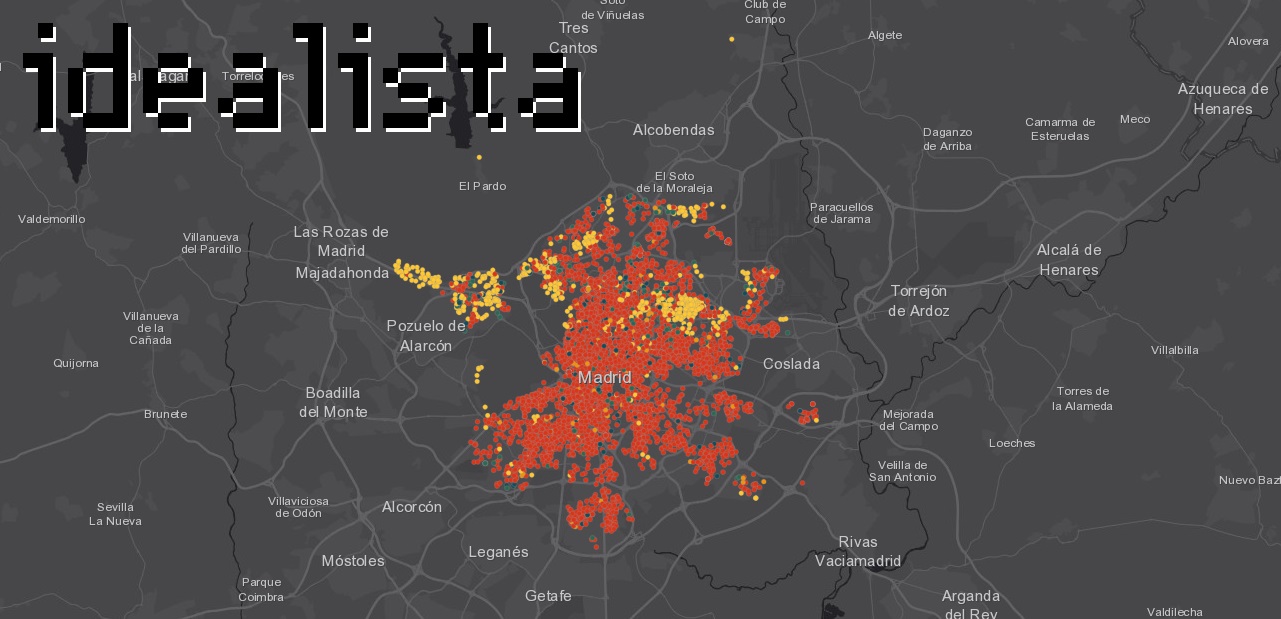 Soto
de Viñuelas
Club de
Campo
Tres
Cantos
Algete
Alovera
idealista
Azuqueca de
Henares
Meco
Camarma de
Esteruelas
Daganzo
de Arriba
Alcobendas
El Soto
de la Moraleja
El Pardo
Paracuellos
de Jarama
Valdemorillo
Villanueva
del Pardillo
Las Rozas de
Madrid
Majadahonda
Alcalá de
Henares
Torrejón
de Ardoz
Villanueva
de la
Cañada
Pozuelo de
Alarcón
Quijorna
Coslada
Villalbilla
Madrid
Boadilla
del Monte
Torres de
la Alameda
Brunete
Mejorada
del Campo
Loeches
Velilla de
San Antonio
Nuevo
Sevilla
La Nueva
Villaviciosa
de Odón
Alcorcón
Leganés
Móstoles
Rivas
Vaciamadrid
Parque
Coimbra
Getafe
Arganda
del Rey
Valdilecha